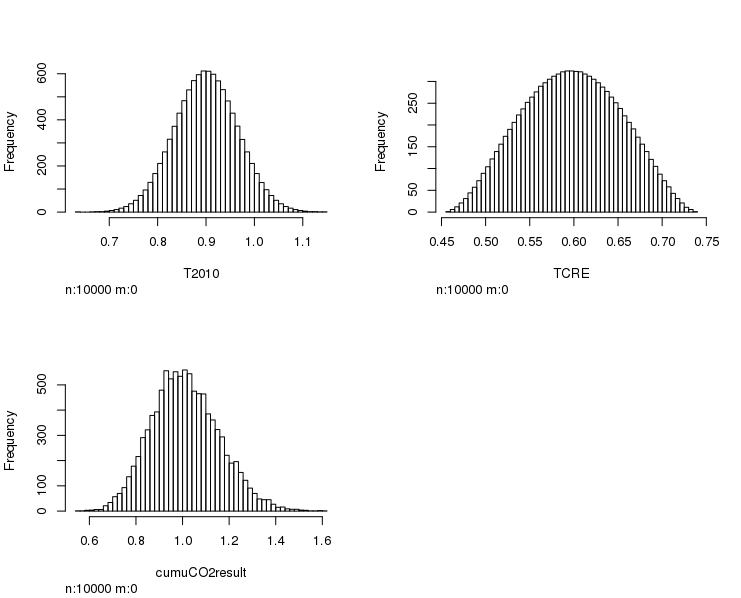 Frequency
600
400
200
0
0.7 0.8 0.9 1.0 1.1
T2010
n:10000 m:0
Frequency
250
150
50
0
0.45 0.50 0.55 0.60 0.65 0.70 0.75
TCRE
n:10000 m:0
Frequency
500
300
100
0
0.6 0.8 1.0 1.2 1.4 1.6
cumuCO2result
n:10000 m:0